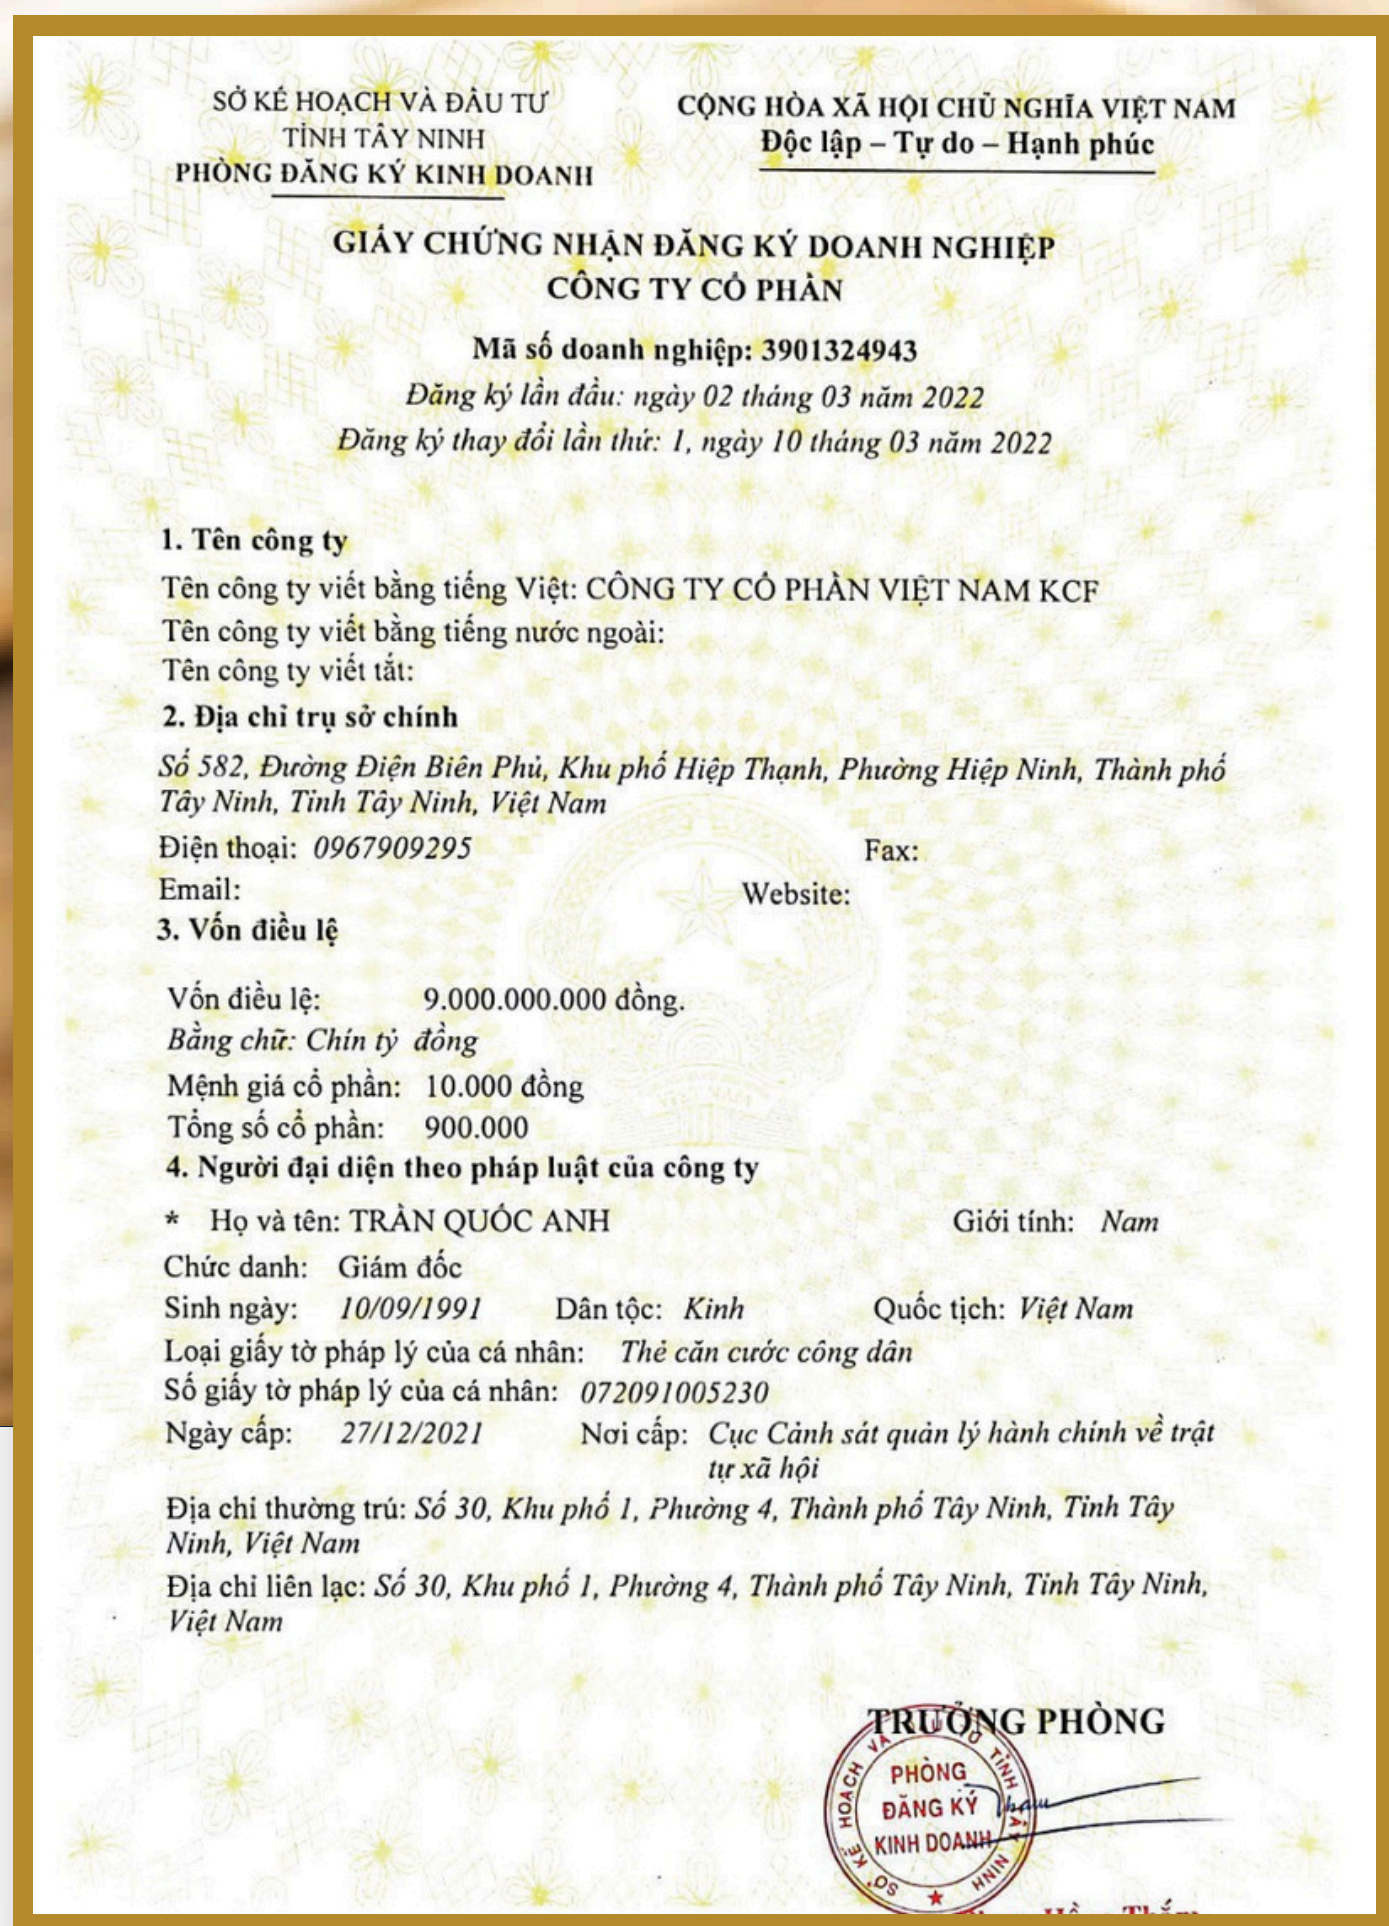 SỞ KẾ HOẠCH VÀ ĐẦU TƯ
TỈNH TÂY NINH
PHÒNG ĐĂNG KÝ KINH DOANH
CỘNG HÒA XÃ HỘI CHỦ NGHĨA VIỆT NAM
Độc lập – Tự do – Hạnh phúc
GIẤY CHỨNG NHẬN ĐĂNG KÝ DOANH NGHIỆP
CÔNG TY CỔ PHẦN
Mã số doanh nghiệp: 3901324943
Đăng ký lần đầu: ngày 02 tháng 03 năm 2022
Đăng ký thay đổi lần thứ: 1, ngày 10 tháng 03 năm 2022
1. Tên công ty
Tên công ty viết bằng tiếng Việt: CÔNG TY CỔ PHẦN VIỆT NAM KCF
Tên công ty viết bằng tiếng nước ngoài:
Tên công ty viết tắt:
2. Địa chỉ trụ sở chính
Số 582, Đường Điện Biên Phủ, Khu phố Hiệp Thạnh, Phường Hiệp Ninh, Thành phố
Tây Ninh, Tỉnh Tây Ninh, Việt Nam
Điện thoại: 0967909295 Fax:
Email: Website:
3. Vốn điều lệ
Vốn điều lệ: 9.000.000.000 đồng.
Bằng chữ: Chín tỷ đồng
Mệnh giá cổ phần: 10.000 đồng
Tổng số cổ phần: 900.000
4. Người đại diện theo pháp luật của công ty
* Họ và tên: TRẦN QUỐC ANH Giới tính: Nam
Chức danh: Giám đốc
Sinh ngày: 10/09/1991 Dân tộc: Kinh Quốc tịch: Việt Nam
Loại giấy tờ pháp lý của cá nhân: Thẻ căn cước công dân
Số giấy tờ pháp lý của cá nhân: 072091005230
Ngày cấp: 27/12/2021 Nơi cấp: Cục Cảnh sát quản lý hành chính về trật
tự xã hội
Địa chỉ thường trú: Số 30, Khu phố 1, Phường 4, Thành phố Tây Ninh, Tỉnh Tây
Ninh, Việt Nam
Địa chỉ liên lạc: Số 30, Khu phố 1, Phường 4, Thành phố Tây Ninh, Tỉnh Tây Ninh,
Việt Nam
TRƯỞNG PHÒNG
SỞ KẾ HOẠCH VÀ ĐẦU TƯ TỈNH TÂY NINH
PHÒNG
ĐĂNG KÝ
KINH DOANH
Hồng Thắm